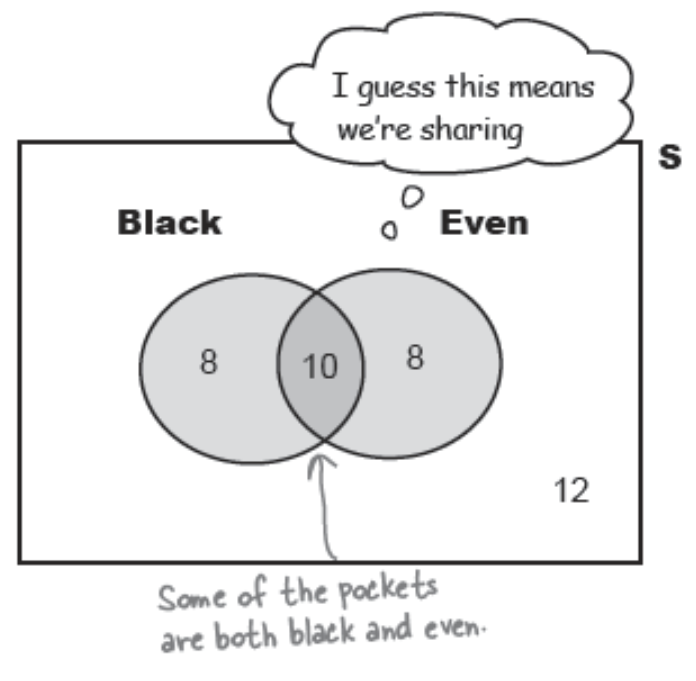 I guess this means
we're sharing
S
Black
Even
8
10
8
12
Some of the pockets
are both black and even.